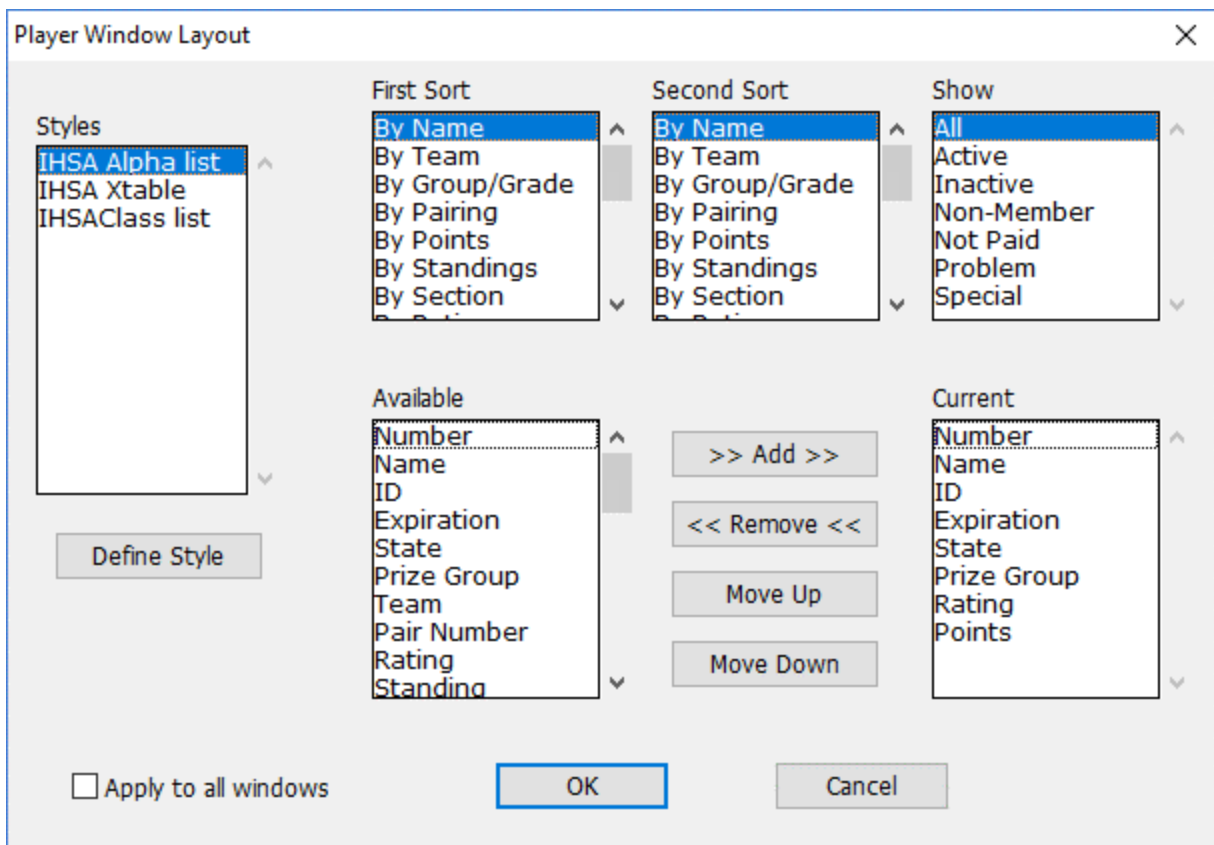 Player Window Layout
Styles
IHSA Alpha list
IHSA Xtable
IHSAClass list
Define Style
First Sort
By Name
By Team
By Group/Grade
By Pairing
By Points
By Standings
By Section
Second Sort
By Name
By Team
By Group/Grade
By Pairing
By Points
By Standings
By Section
Show
All
Active
Inactive
Non-Member
Not Paid
Problem
Special
Available
Number
Name
ID
Expiration
State
Prize Group
Team
Pair Number
Rating
Standing
>> Add >>
<< Remove <<
Move Up
Move Down
Current
Number
Name
ID
Expiration
State
Prize Group
Rating
Points
Apply to all windows
OK
Cancel